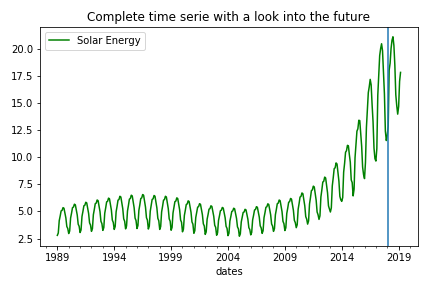 Complete time serie with a look into the future
Solar Energy
20.0
17.5
15.0
12.5
10.0
7.5
5.0
2.5
1989 1994 1999 2004 2009 2014 2019
dates